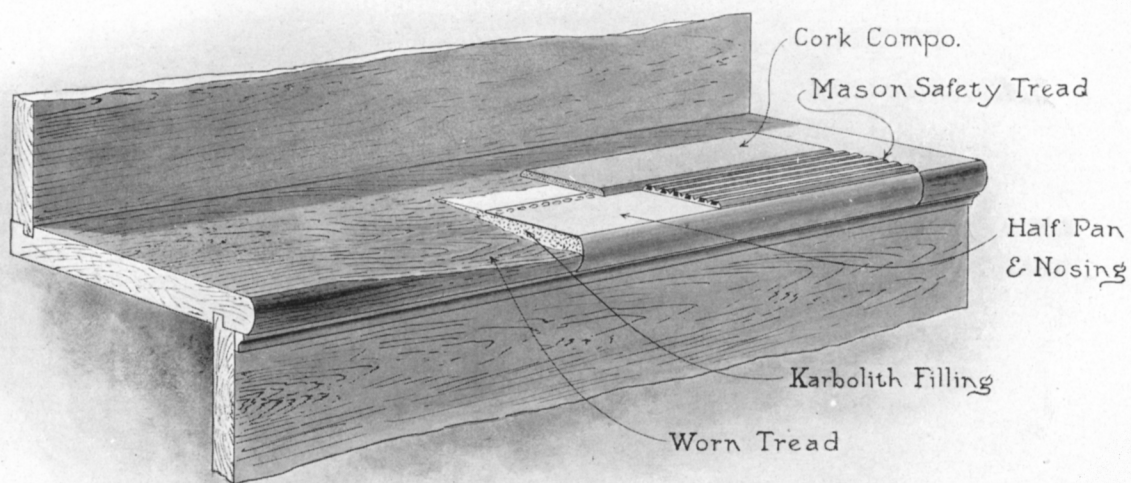 Cork Compo.
Mason Safety Tread
Half Pan
& Nosing
Karbolith Filling
Worn Tread